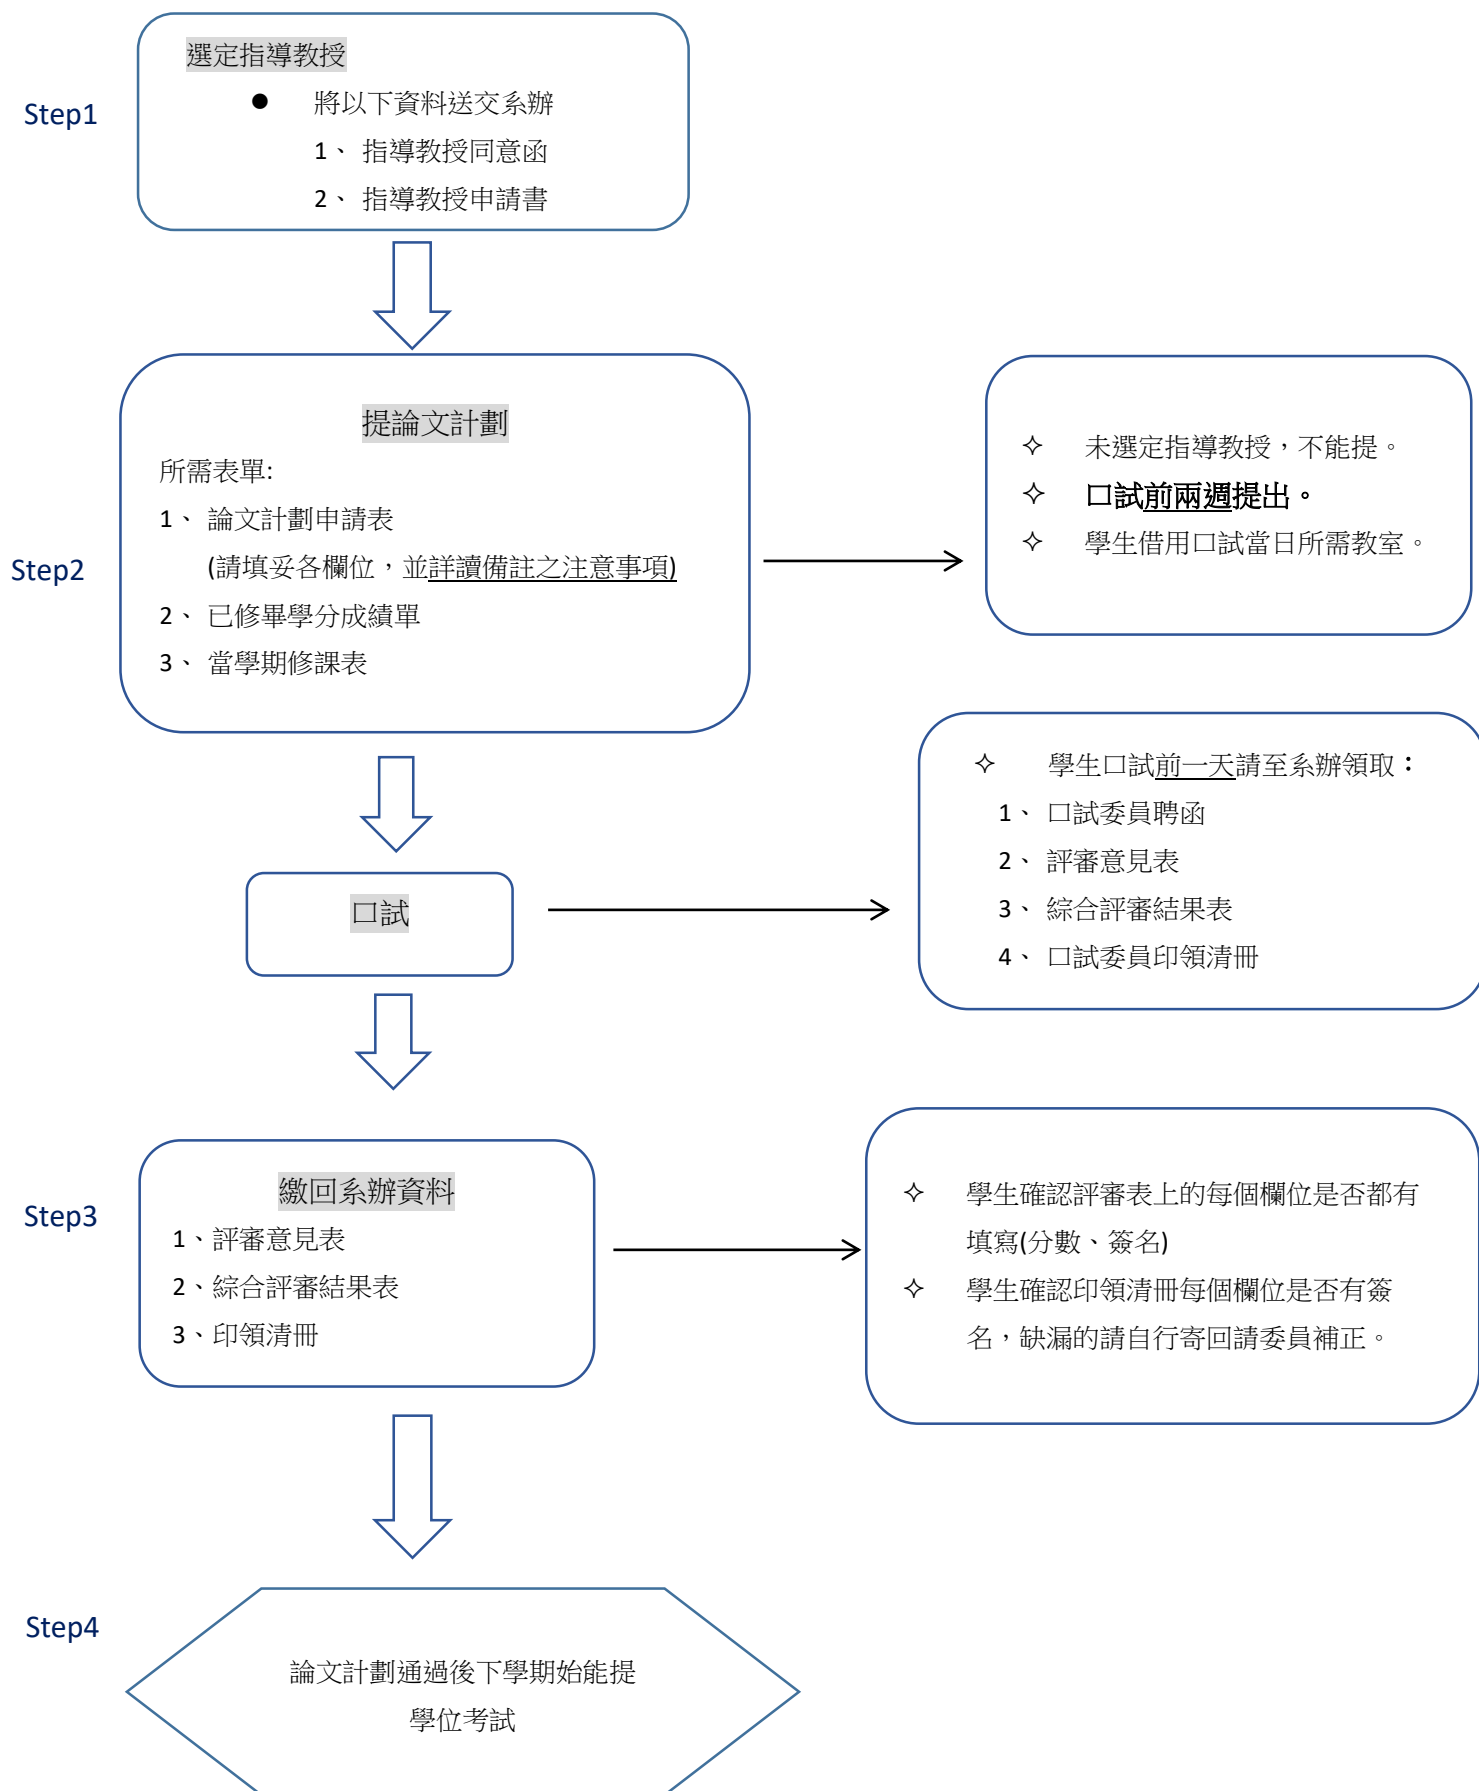 選定指導教授
● 將以下資料送交系辦
Step1
1、 指導教授同意函
2、 指導教授申請書
提論文計劃
所需表單:
1、 論文計劃申請表
(請填妥各欄位，並詳讀備註之注意事項)
Step2
2、 已修畢學分成績單
3、 當學期修課表
✧ 未選定指導教授，不能提。
✧ 口試前兩週提出。
✧ 學生借用口試當日所需教室。
口試
✧ 學生口試前一天請至系辦領取：
1、 口試委員聘函
2、 評審意見表
3、 綜合評審結果表
4、 口試委員印領清冊
Step3
繳回系辦資料
1、評審意見表
2、綜合評審結果表
3、印領清冊
✧ 學生確認評審表上的每個欄位是否都有
填寫(分數、簽名)
✧ 學生確認印領清冊每個欄位是否有簽
名，缺漏的請自行寄回請委員補正。
Step4
論文計劃通過後下學期始能提
學位考試